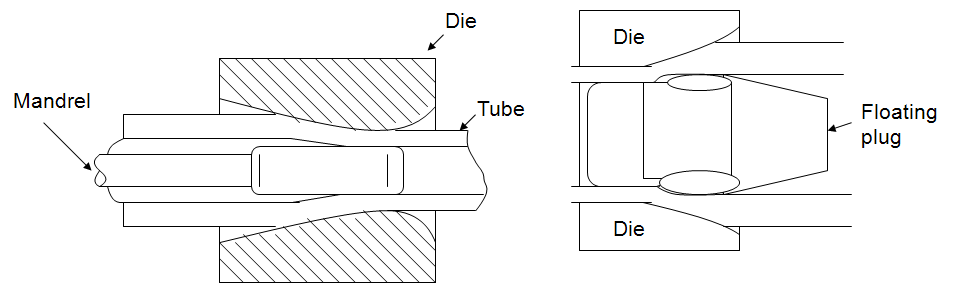 Die
Mandrel
Tube
Die
Floating
plug
Die